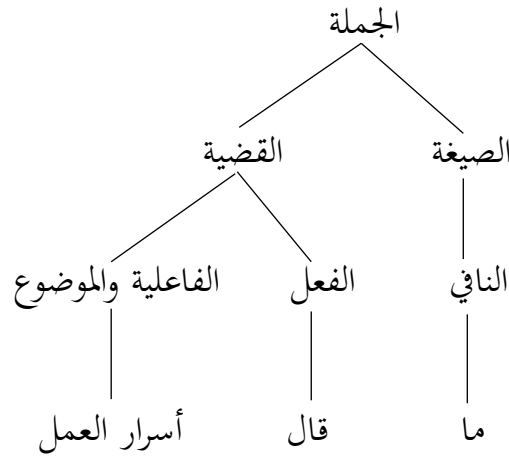 الجملة
الصيغة القضية
النافي الفعل الفاعلية والموضوع
ما قال أسرار العمل